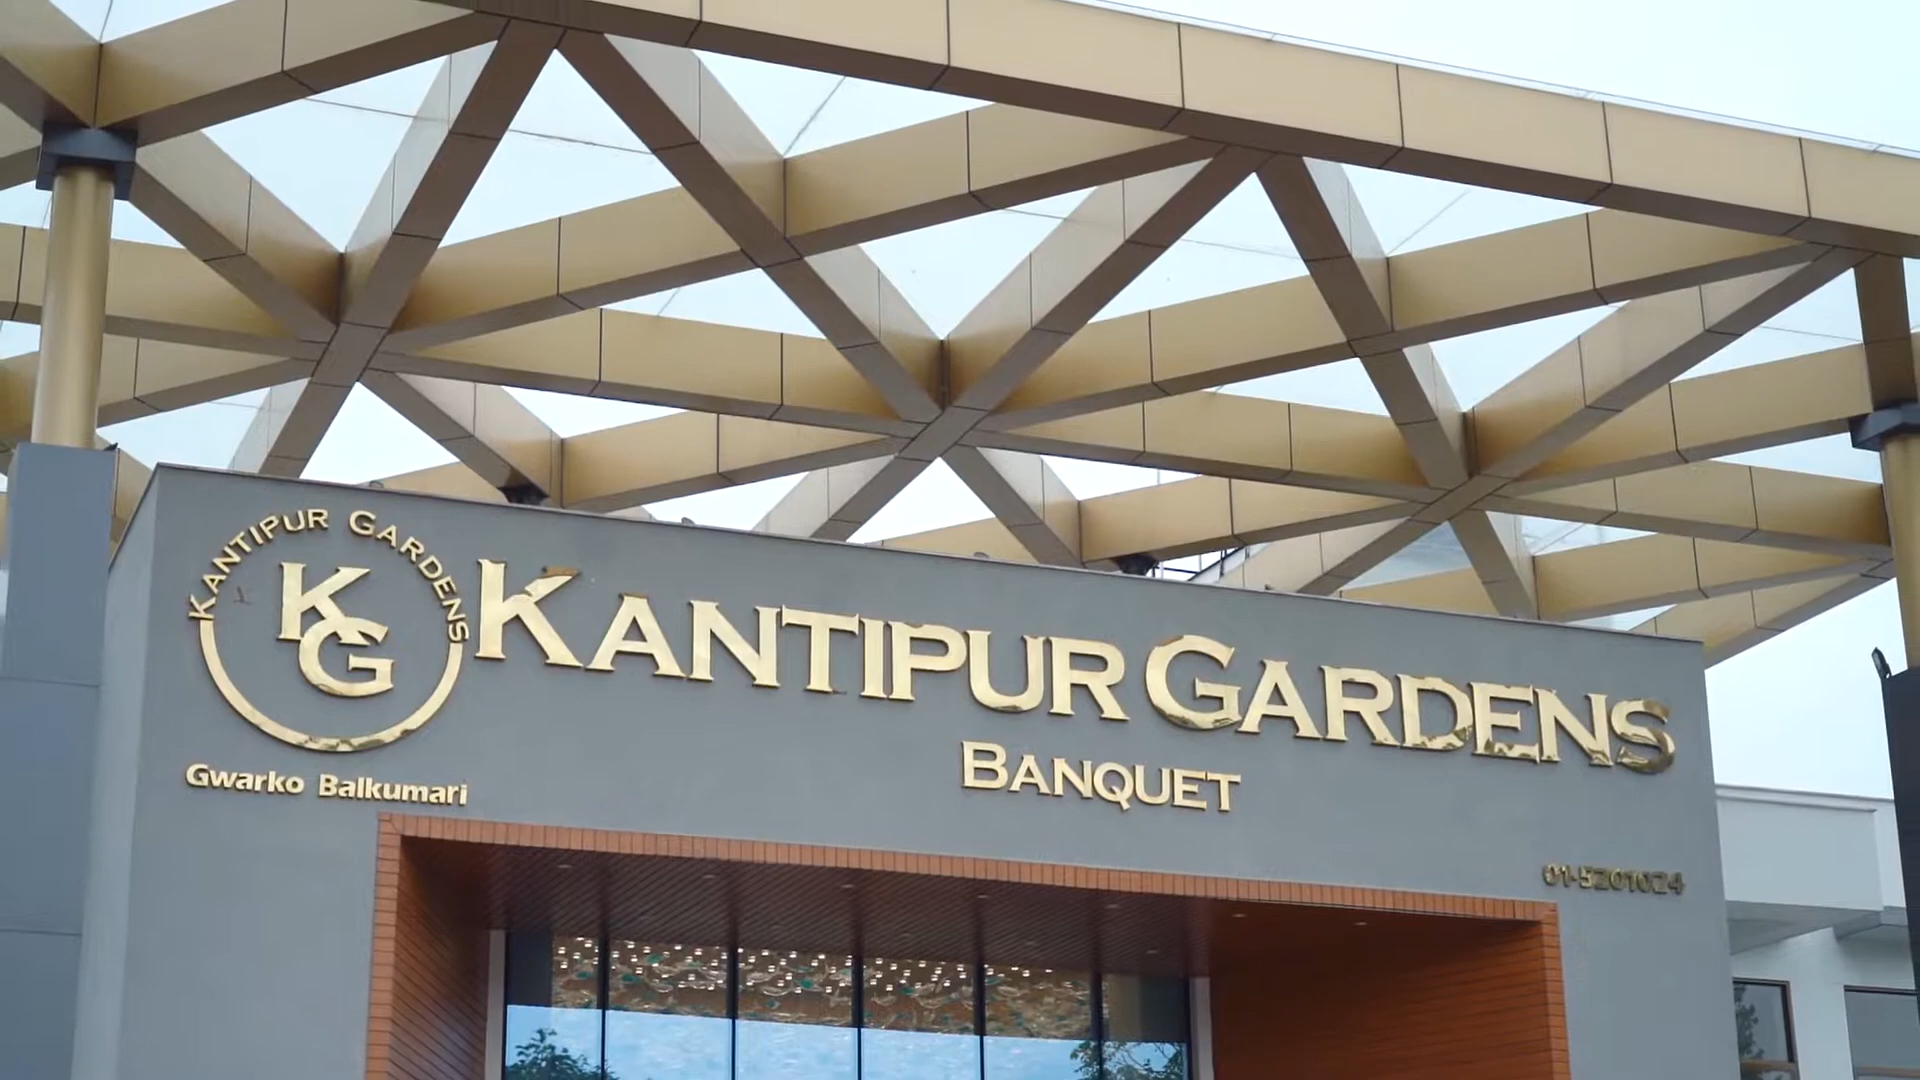 KANTIPUR GARDENS
KG
KANTIPUR GARDENS
BANQUET
Gwarko Balkumari
01-5201024